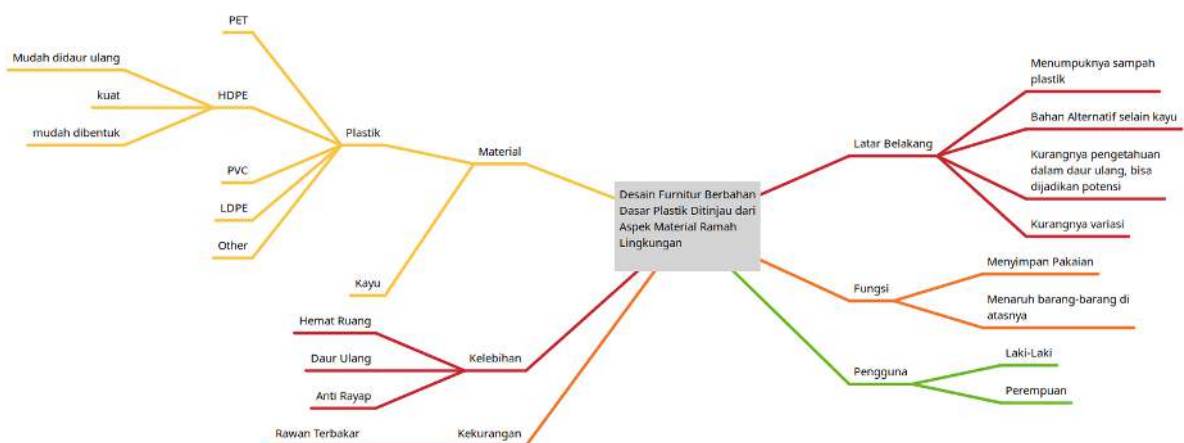 Desain Furnitur Berbahan
Dasar Plastik Ditinjau dari
Aspek Material Ramah
Lingkungan
Latar Belakang
Menumpuknya sampah
plastik
Bahan Alternatif selain kayu
Kurangnya pengetahuan
dalam daur ulang, bisa
dijadikan potensi
Kurangnya variasi
Fungsi
Menyimpan Pakaian
Menaruh barang-barang di
atasnya
Pengguna
Laki-Laki
Perempuan
Material
Plastik
PET
HDPE
Mudah didaur ulang
kuat
mudah dibentuk
PVC
LDPE
Other
Kayu
Kelebihan
Hemat Ruang
Daur Ulang
Anti Rayap
Kekurangan
Rawan Terbakar